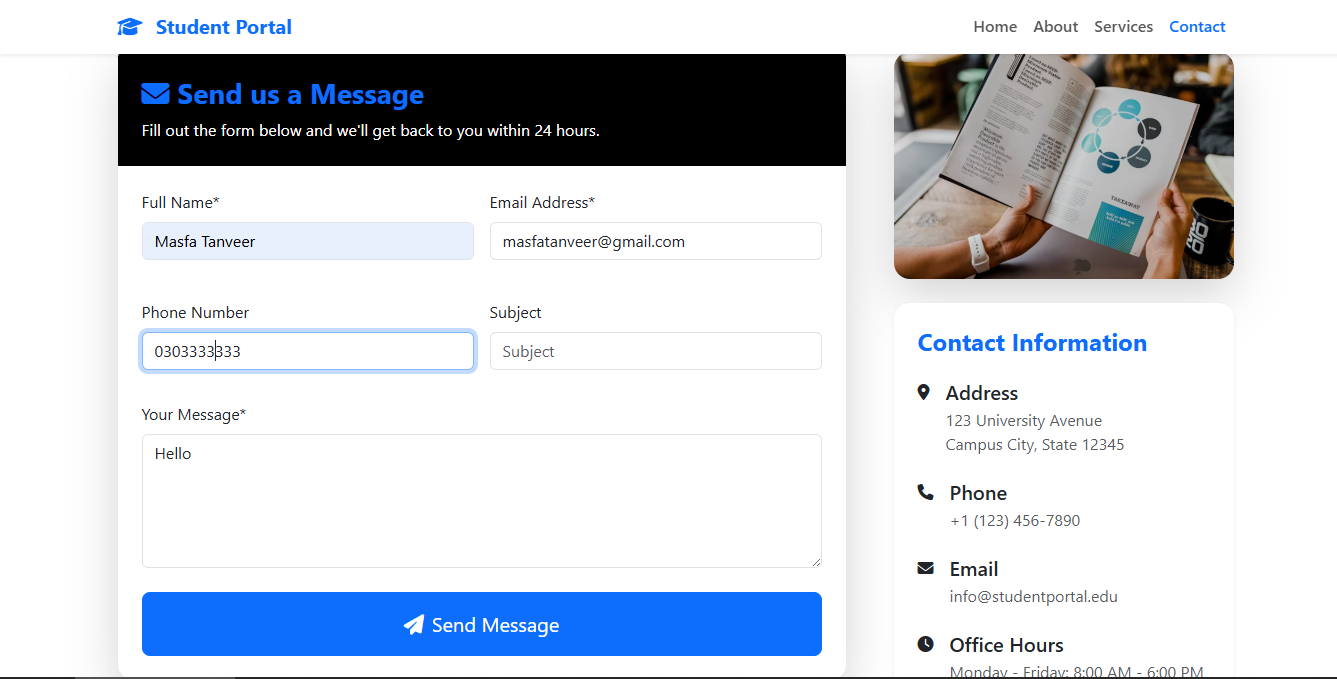 Student Portal
Home About Services Contact
Send us a Message
Fill out the form below and we'll get back to you within 24 hours.
Full Name* Email Address*
Masfa Tanveer masfatanveer@gmail.com
Phone Number Subject
0303333333 Subject
Your Message*
Hello
Send Message
TAKEAWAY
Contact Information
Address
123 University Avenue
Campus City, State 12345
Phone
+1 (123) 456-7890
Email
info@studentportal.edu
Office Hours
Monday - Friday: 8:00 AM - 6:00 PM